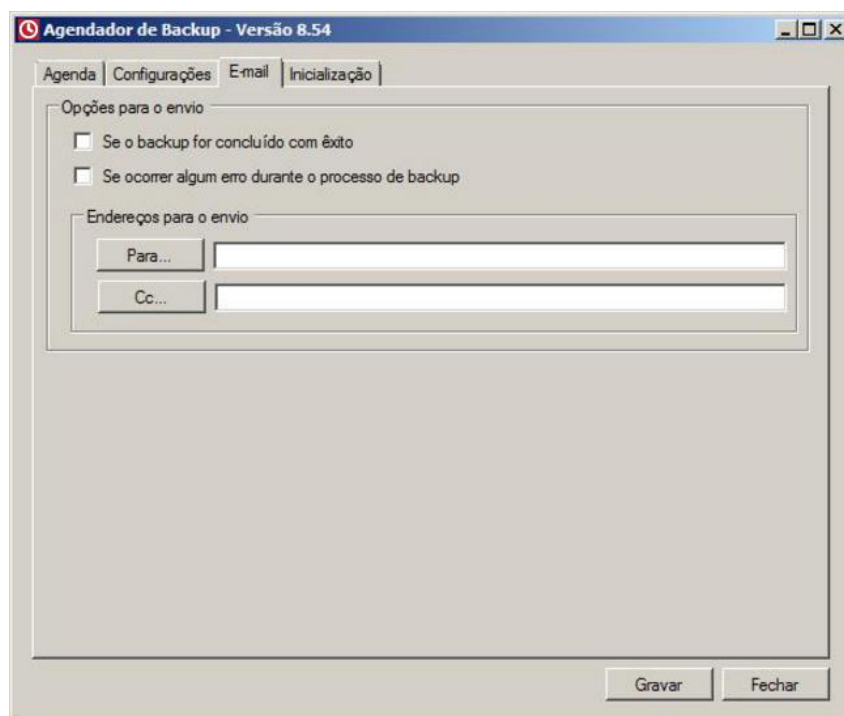 Agendador de Backup - Versão 8.54
Agenda Configurações E-mail Inicialização
Opções para o envio
Se o backup for concluído com êxito
Se ocorrer algum erro durante o processo de backup
Endereços para o envio
Para...
Cc...
Gravar Fechar